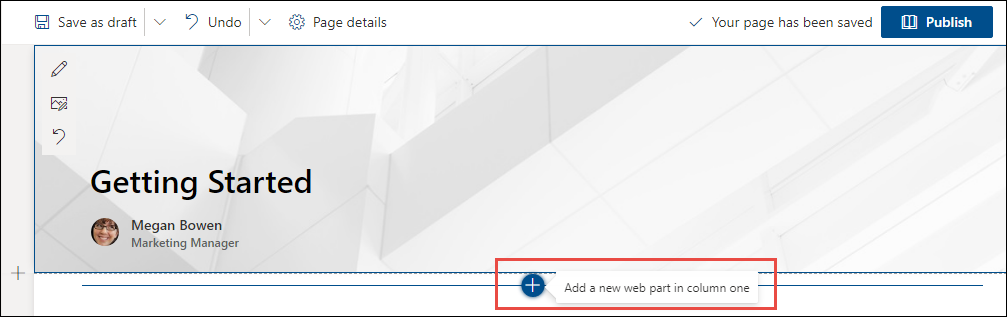 Save as draft
Undo
Page details
Your page has been saved
Publish
Getting Started
Megan Bowen
Marketing Manager
Add a new web part in column one